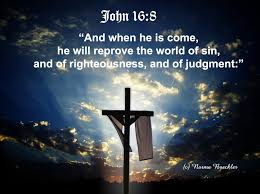 John 16:8
“And when he is come,
he will reprove the world of sin,
and of righteousness, and of judgment:”
(c) Norma